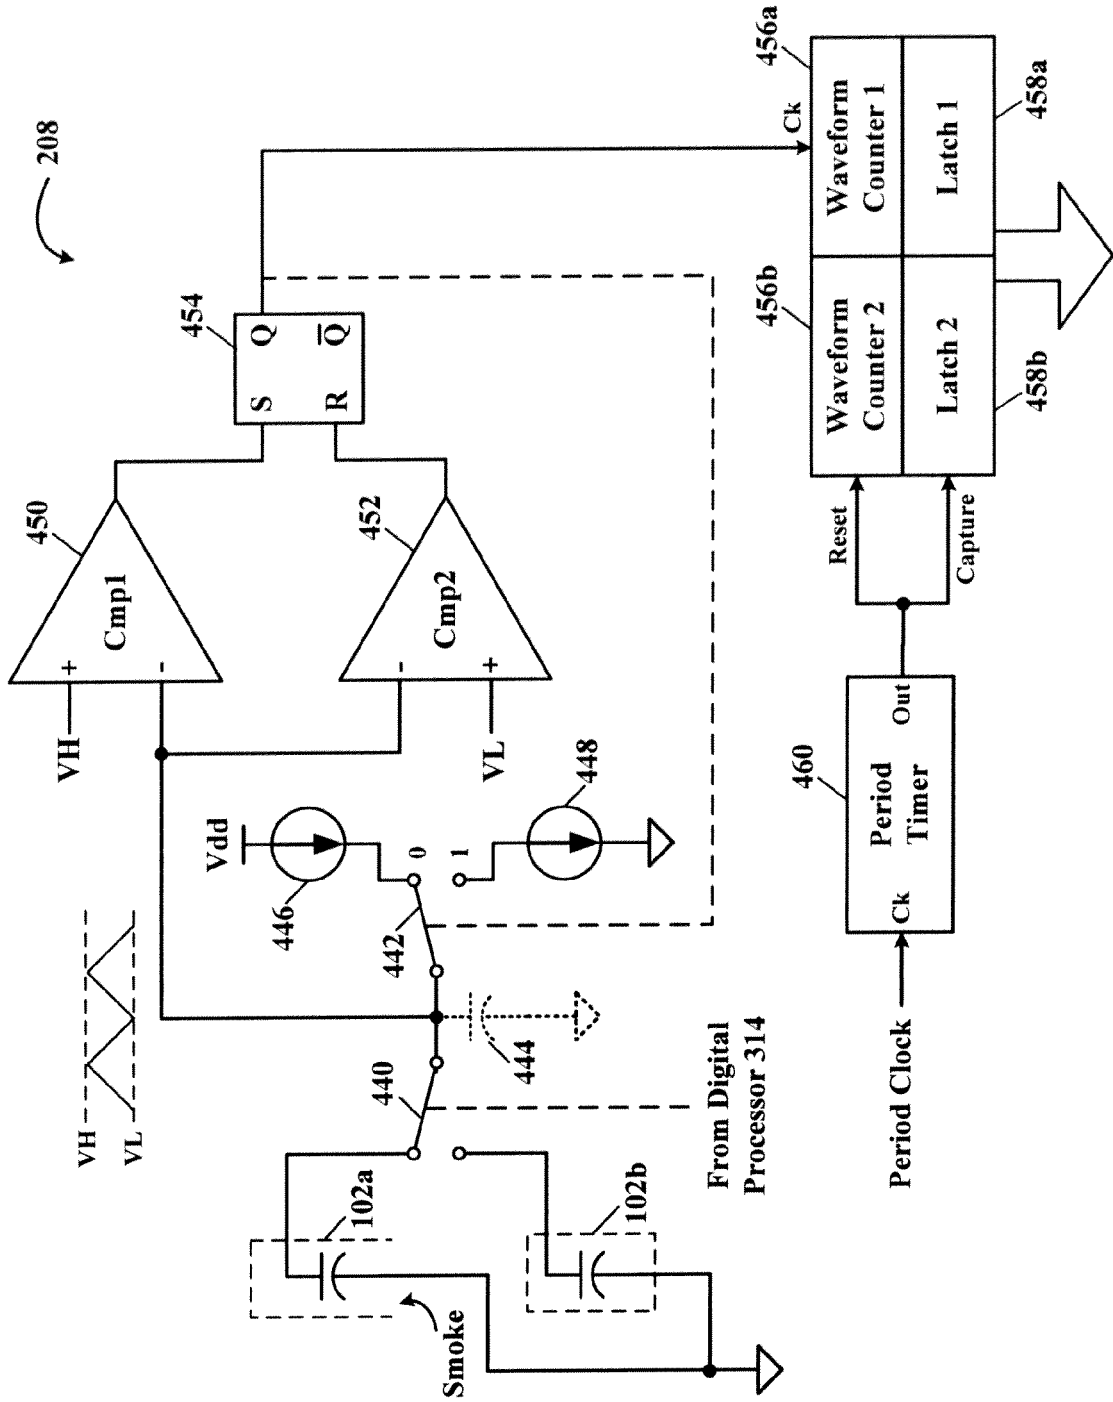 208
VH
VL
VH
+
-
Cmp1
450
-
+
VL
Cmp2
452
454
S
Q
R
Q̅
Vdd
446
442
0
1
448
440
444
102a
102b
Smoke
From Digital
Processor 314
Ck
456a
Waveform
Counter 1
456b
Waveform
Counter 2
Latch 1
458a
Latch 2
458b
Reset
Capture
460
Period
Timer
Ck
Out
Period Clock